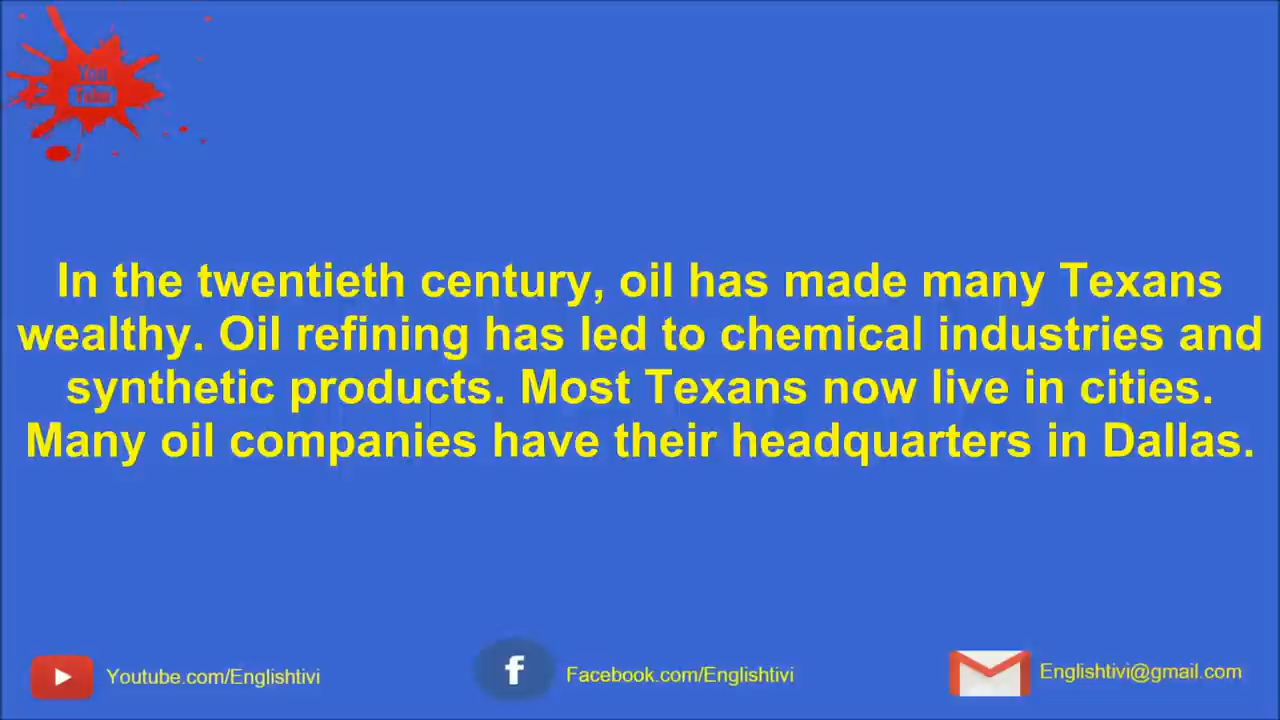 You
Tube
In the twentieth century, oil has made many Texans
wealthy. Oil refining has led to chemical industries and
synthetic products. Most Texans now live in cities.
Many oil companies have their headquarters in Dallas.
Youtube.com/Englishtivi
f
Facebook.com/Englishtivi
Englishtivi@gmail.com